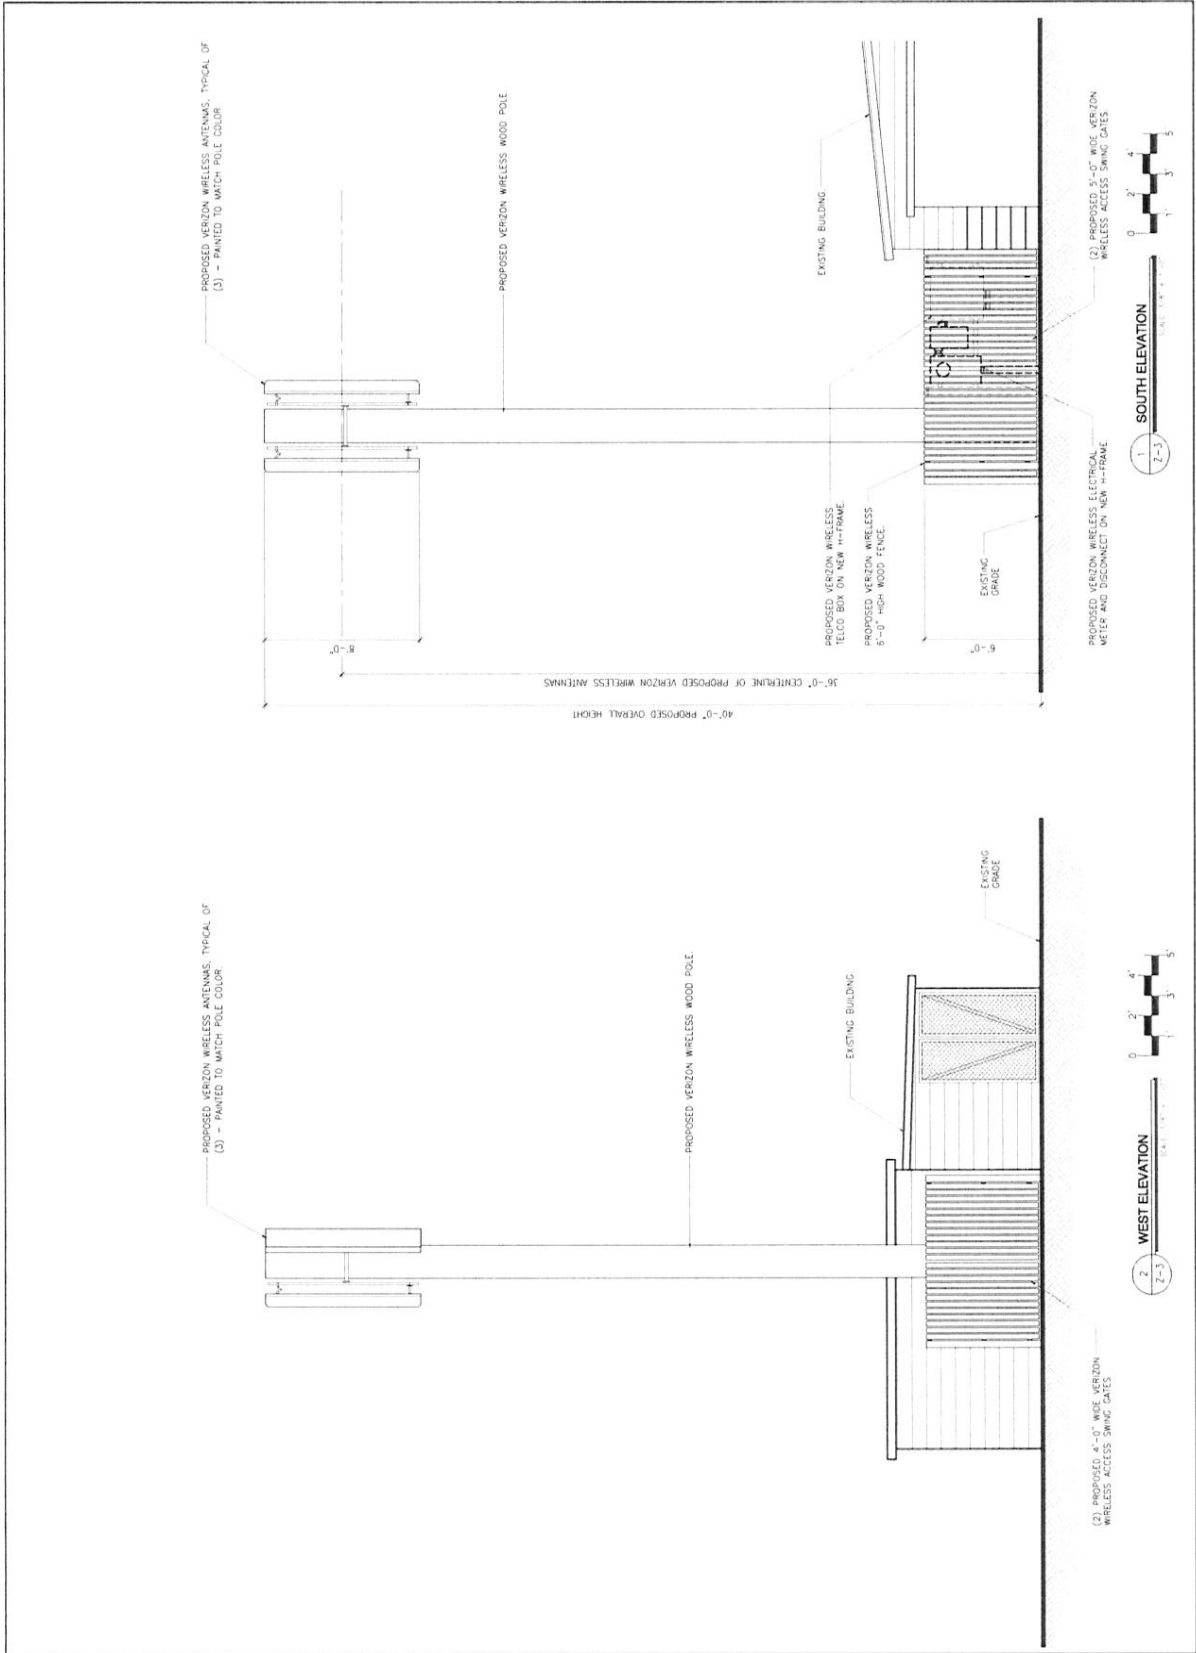 PROPOSED VERIZON WIRELESS ANTENNAS, TYPICAL OF
(3) - PAINTED TO MATCH POLE COLOR
PROPOSED VERIZON WIRELESS WOOD POLE.
EXISTING BUILDING
EXISTING
GRADE
(2) PROPOSED 4'-0" WIDE VERIZON
WIRELESS ACCESS SWING GATES
2
Z-3
WEST ELEVATION
0
1'
2'
3'
4'
5'
PROPOSED VERIZON WIRELESS ANTENNAS, TYPICAL OF
(3) - PAINTED TO MATCH POLE COLOR
PROPOSED VERIZON WIRELESS WOOD POLE
EXISTING BUILDING
40'-0" PROPOSED OVERALL HEIGHT
36'-0" CENTERLINE OF PROPOSED VERIZON WIRELESS ANTENNAS
8'-0"
6'-0"
PROPOSED VERIZON WIRELESS
TELCO BOX ON NEW H-FRAME.
PROPOSED VERIZON WIRELESS
6'-0" HIGH WOOD FENCE.
EXISTING
GRADE
PROPOSED VERIZON WIRELESS ELECTRICAL
METER AND DISCONNECT ON NEW H-FRAME
(2) PROPOSED 5'-0" WIDE VERIZON
WIRELESS ACCESS SWING GATES.
1
Z-3
SOUTH ELEVATION
0
1'
2'
3'
4'
5'